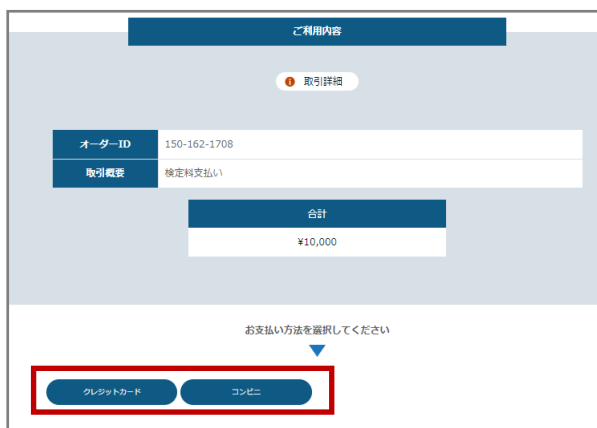 ご利用内容
取引詳細
オーダーID 150-162-1708
取引概要 検定料支払い
合計
¥10,000
お支払い方法を選択してください
クレジットカード コンビニ